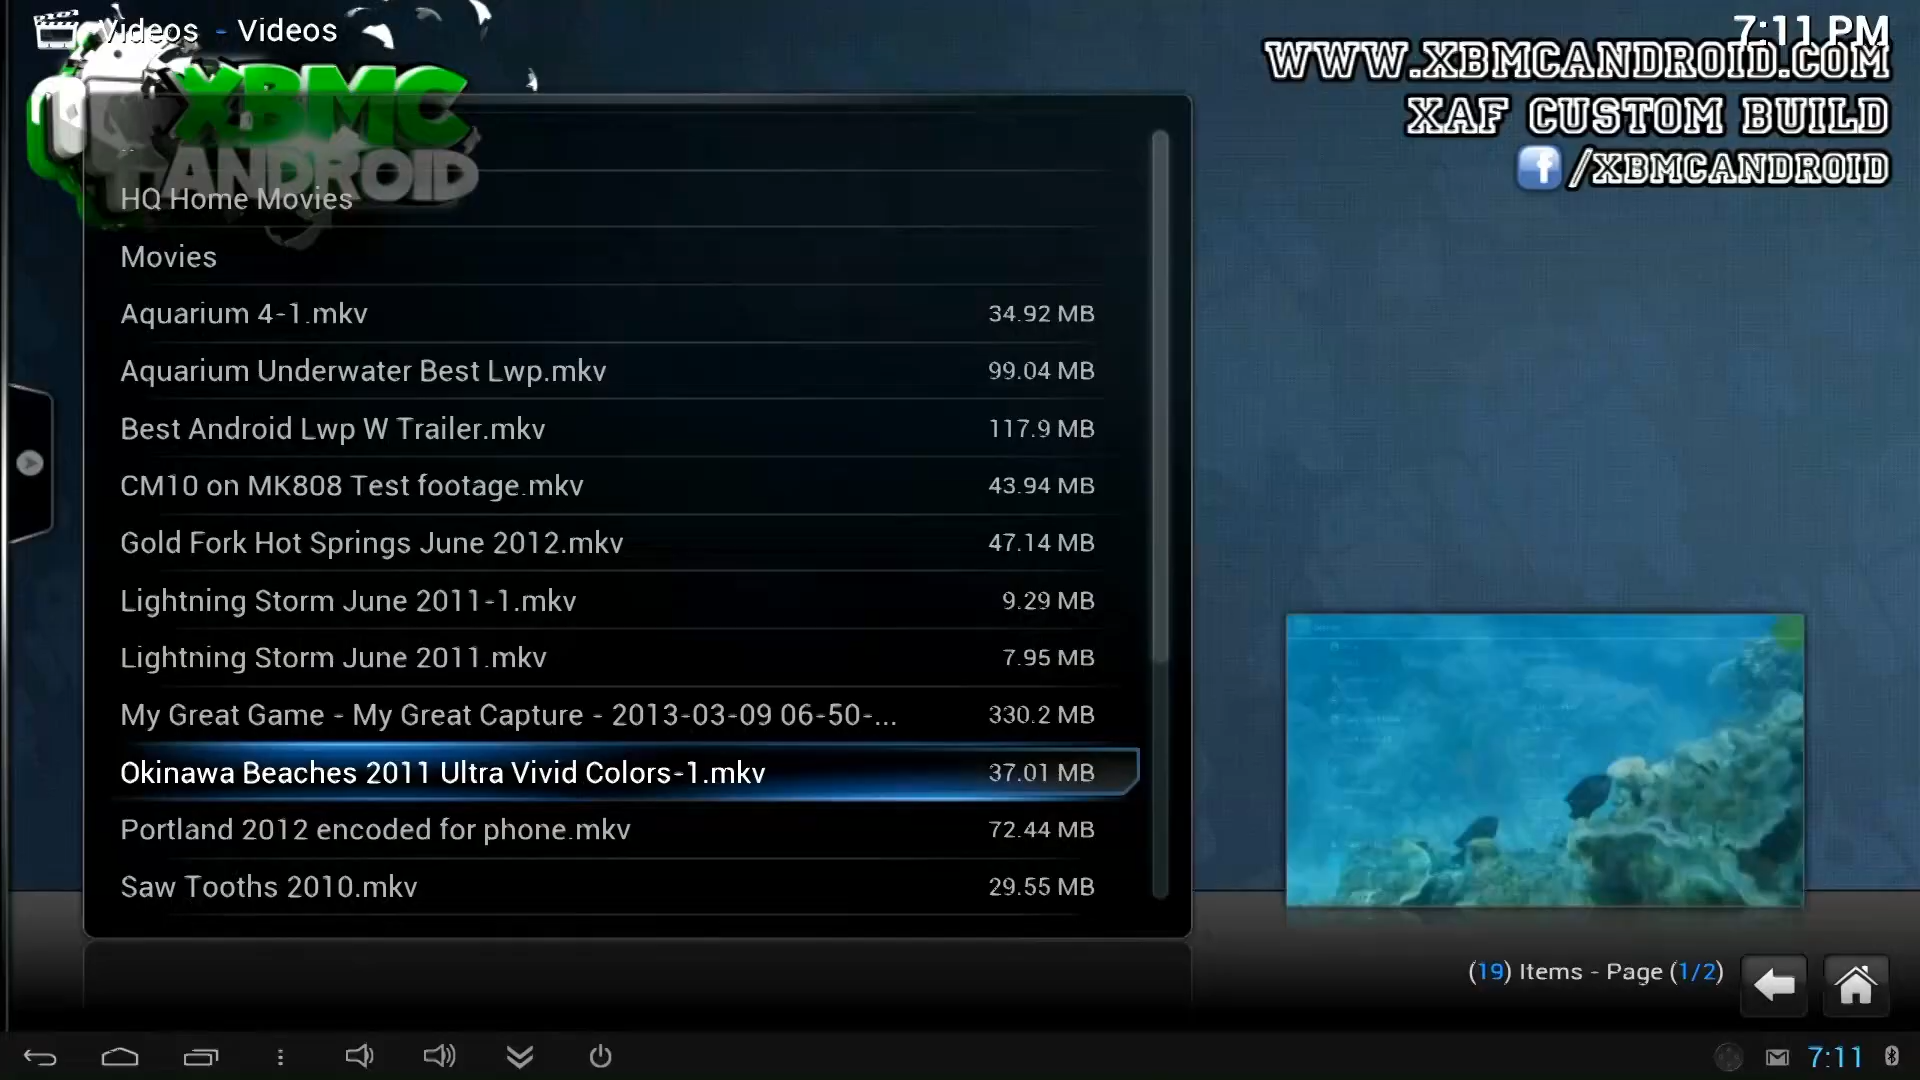 Videos - Videos
7:11 PM
WWW.XBMCANDROID.COM
XAF CUSTOM BUILD
f /XBMCANDROID
XBMC
ANDROID
..
HQ Home Movies
Movies
Aquarium 4-1.mkv 34.92 MB
Aquarium Underwater Best Lwp.mkv 99.04 MB
Best Android Lwp W Trailer.mkv 117.9 MB
CM10 on MK808 Test footage.mkv 43.94 MB
Gold Fork Hot Springs June 2012.mkv 47.14 MB
Lightning Storm June 2011-1.mkv 9.29 MB
Lightning Storm June 2011.mkv 7.95 MB
My Great Game - My Great Capture - 2013-03-09 06-50-... 330.2 MB
Okinawa Beaches 2011 Ultra Vivid Colors-1.mkv 37.01 MB
Portland 2012 encoded for phone.mkv 72.44 MB
Saw Tooths 2010.mkv 29.55 MB
(19) Items - Page (1/2)
7:11